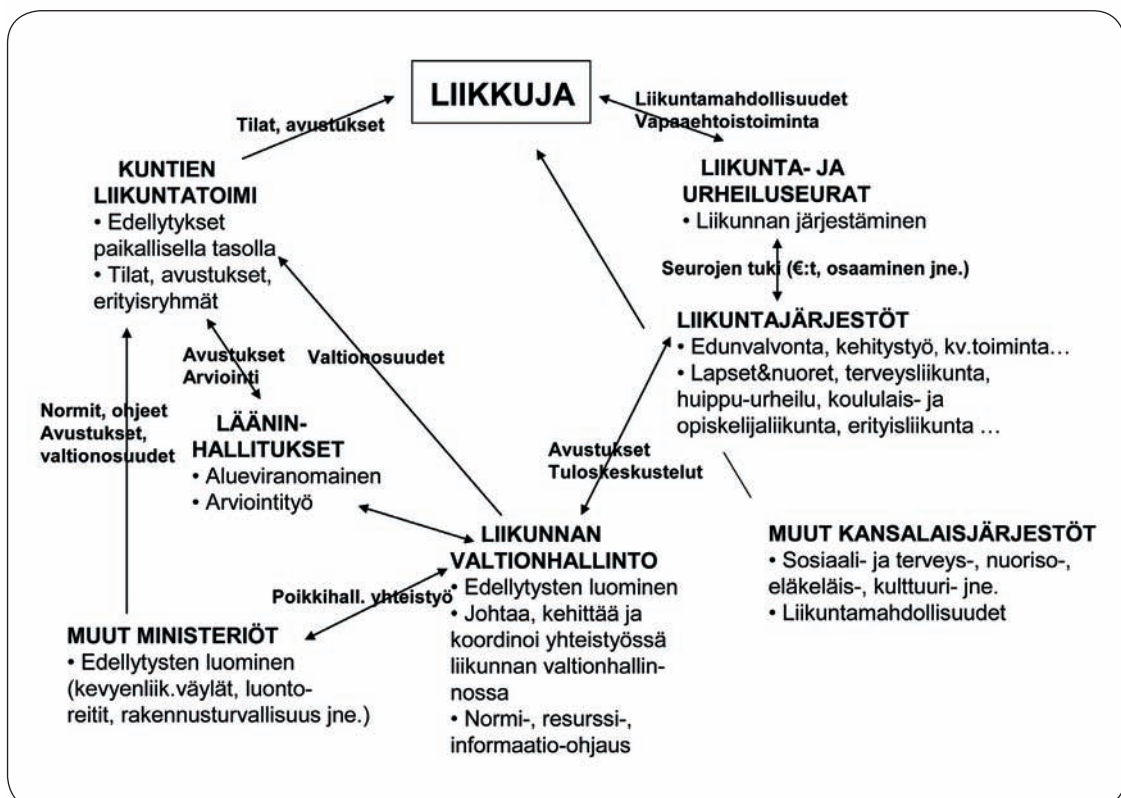 LIIKKUJA
Tilat, avustukset
Liikuntamahdollisuudet
Vapaaehtoistoiminta
KUNTIEN
LIIKUNTATOIMI
• Edellytykset
paikallisella tasolla
• Tilat, avustukset,
erityisryhmät
LIIKUNTA- JA
URHEILUSEURAT
• Liikunnan järjestäminen
Seurojen tuki (€:t, osaaminen jne.)
LIIKUNTAJÄRJESTÖT
• Edunvalvonta, kehitystyö, kv.toiminta…
• Lapset&nuoret, terveysliikunta,
huippu-urheilu, koululais- ja
opiskelijaliikunta, erityisliikunta …
Avustukset
Arviointi
Valtionosuudet
Normit, ohjeet
Avustukset,
valtionosuudet
LÄÄNIN-
HALLITUKSET
• Alueviranomainen
• Arviointityö
Avustukset
Tuloskeskustelut
LIIKUNNAN
VALTIONHALLINTO
• Edellytysten luominen
• Johtaa, kehittää ja
koordinoi yhteistyössä
liikunnan valtionhallin-
nossa
• Normi-, resurssi-,
informaatio-ohjaus
MUUT KANSALAISJÄRJESTÖT
• Sosiaali- ja terveys-, nuoriso-,
eläkeläis-, kulttuuri- jne.
• Liikuntamahdollisuudet
Poikkihall. yhteistyö
MUUT MINISTERIÖT
• Edellytysten luominen
(kevyenliik.väylät, luonto-
reitit, rakennusturvallisuus jne.)